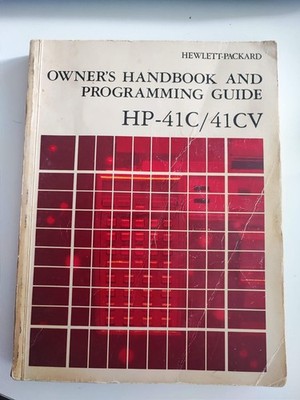 HEWLETT-PACKARD
OWNER'S HANDBOOK AND
PROGRAMMING GUIDE
HP-41C/41CV